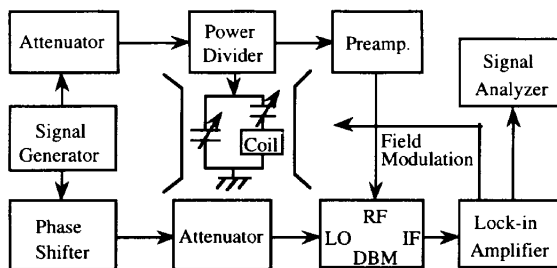 Attenuator
Power
Divider
Preamp.
Signal
Analyzer
Signal
Generator
Coil
Field
Modulation
Phase
Shifter
Attenuator
RF
LO
IF
DBM
Lock-in
Amplifier